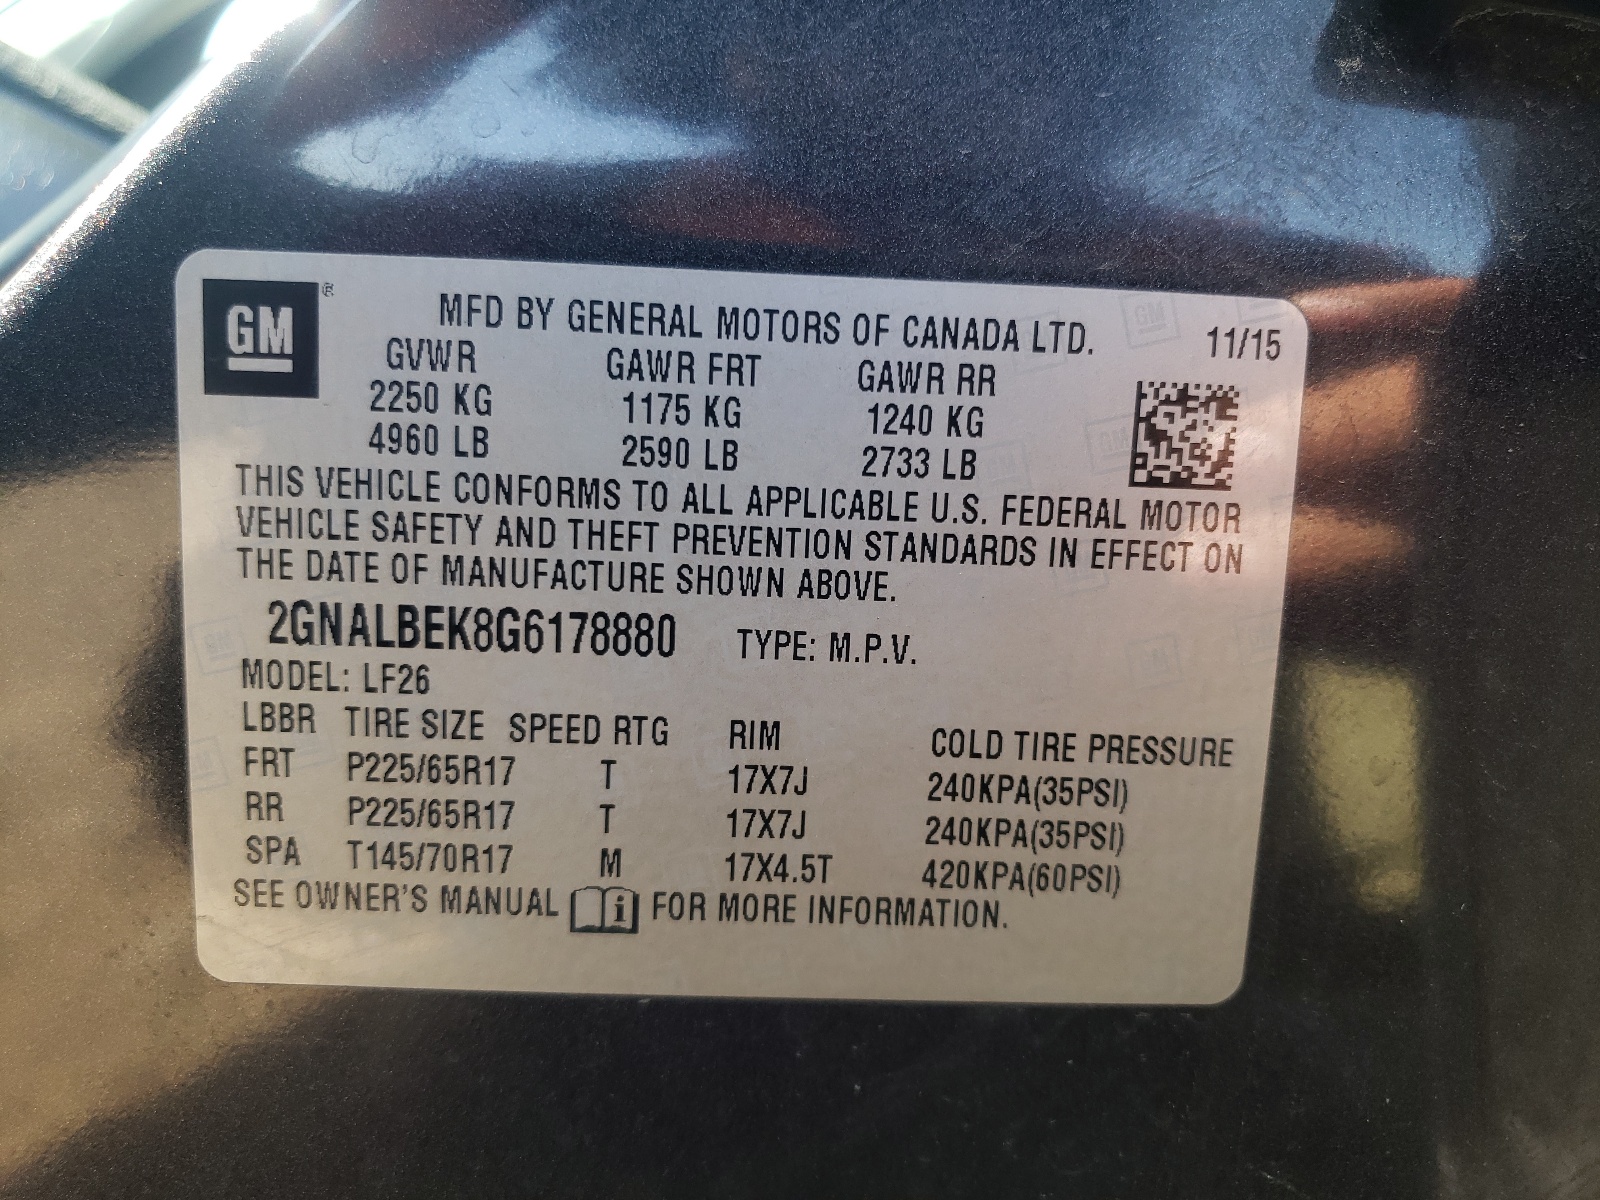 GM ®
MFD BY GENERAL MOTORS OF CANADA LTD. 11/15
GVWR GAWR FRT GAWR RR
2250 KG 1175 KG 1240 KG
4960 LB 2590 LB 2733 LB
THIS VEHICLE CONFORMS TO ALL APPLICABLE U.S. FEDERAL MOTOR
VEHICLE SAFETY AND THEFT PREVENTION STANDARDS IN EFFECT ON
THE DATE OF MANUFACTURE SHOWN ABOVE.
2GNALBEK8G6178880 TYPE: M.P.V.
MODEL: LF26
LBBR TIRE SIZE SPEED RTG RIM COLD TIRE PRESSURE
FRT P225/65R17 T 17X7J 240KPA(35PSI)
RR P225/65R17 T 17X7J 240KPA(35PSI)
SPA T145/70R17 M 17X4.5T 420KPA(60PSI)
SEE OWNER'S MANUAL i FOR MORE INFORMATION.